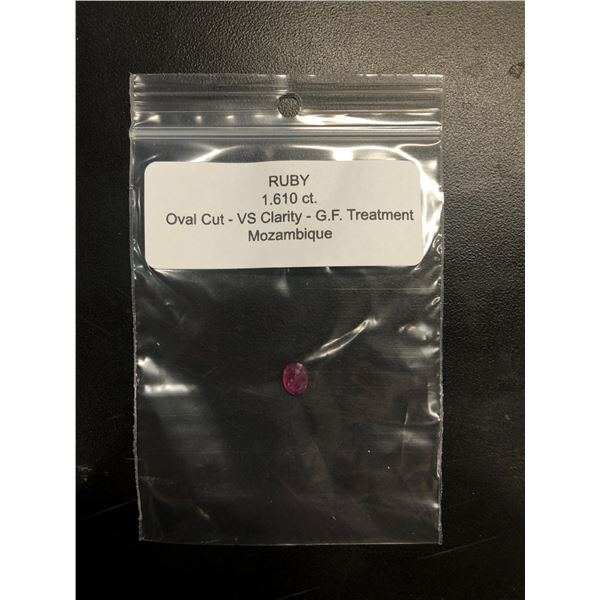 RUBY
1.610 ct.
Oval Cut - VS Clarity - G.F. Treatment
Mozambique